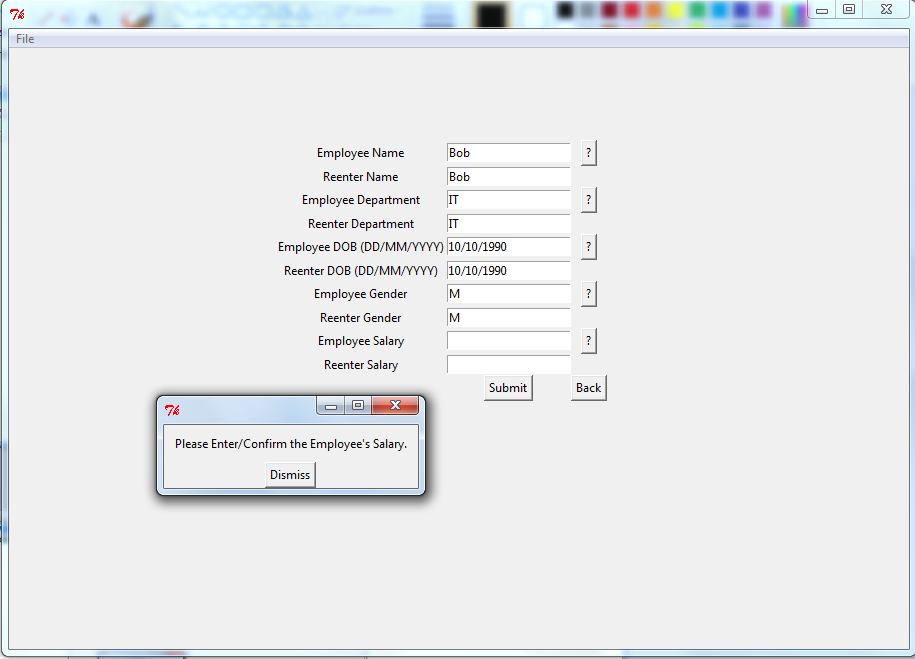 File
Employee Name Bob ?
Reenter Name Bob
Employee Department IT ?
Reenter Department IT
Employee DOB (DD/MM/YYYY) 10/10/1990 ?
Reenter DOB (DD/MM/YYYY) 10/10/1990
Employee Gender M ?
Reenter Gender M
Employee Salary ?
Reenter Salary
Submit Back
Please Enter/Confirm the Employee's Salary.
Dismiss